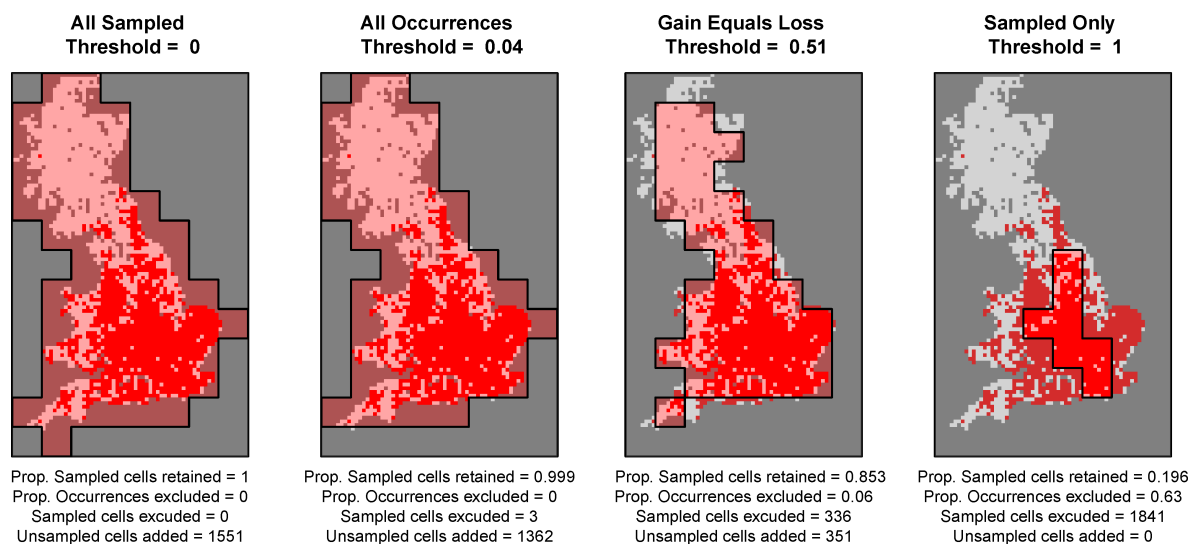 All Sampled
Threshold = 0
All Occurrences
Threshold = 0.04
Gain Equals Loss
Threshold = 0.51
Sampled Only
Threshold = 1
Prop. Sampled cells retained = 1
Prop. Occurrences excluded = 0
Sampled cells excuded = 0
Unsampled cells added = 1551
Prop. Sampled cells retained = 0.999
Prop. Occurrences excluded = 0
Sampled cells excuded = 3
Unsampled cells added = 1362
Prop. Sampled cells retained = 0.853
Prop. Occurrences excluded = 0.06
Sampled cells excuded = 336
Unsampled cells added = 351
Prop. Sampled cells retained = 0.196
Prop. Occurrences excluded = 0.63
Sampled cells excuded = 1841
Unsampled cells added = 0